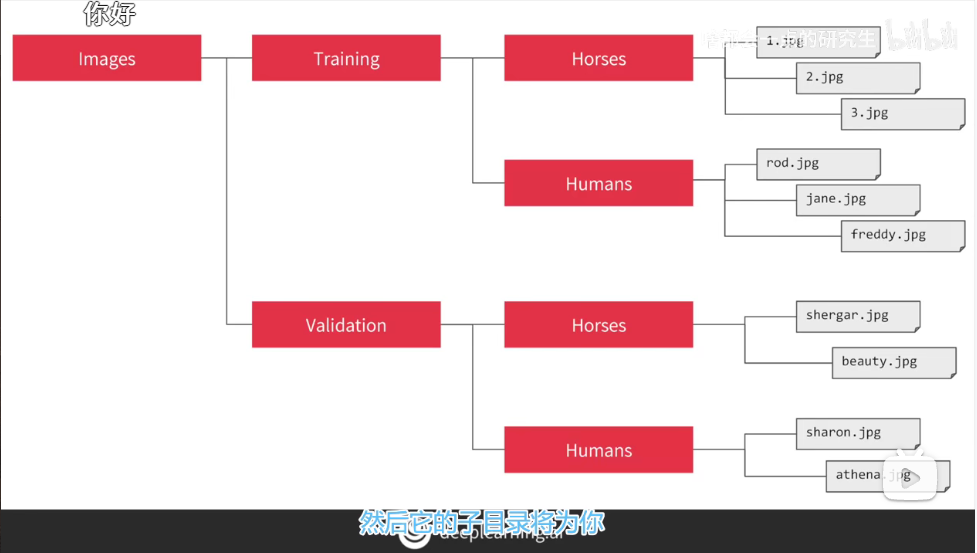 你好
Images
Training
Horses
1.jpg
2.jpg
3.jpg
Humans
rod.jpg
jane.jpg
freddy.jpg
Validation
Horses
shergar.jpg
beauty.jpg
Humans
sharon.jpg
athena.jpg
的研究生
bilibili
然后它的子目录将为你
deeplearning.ai